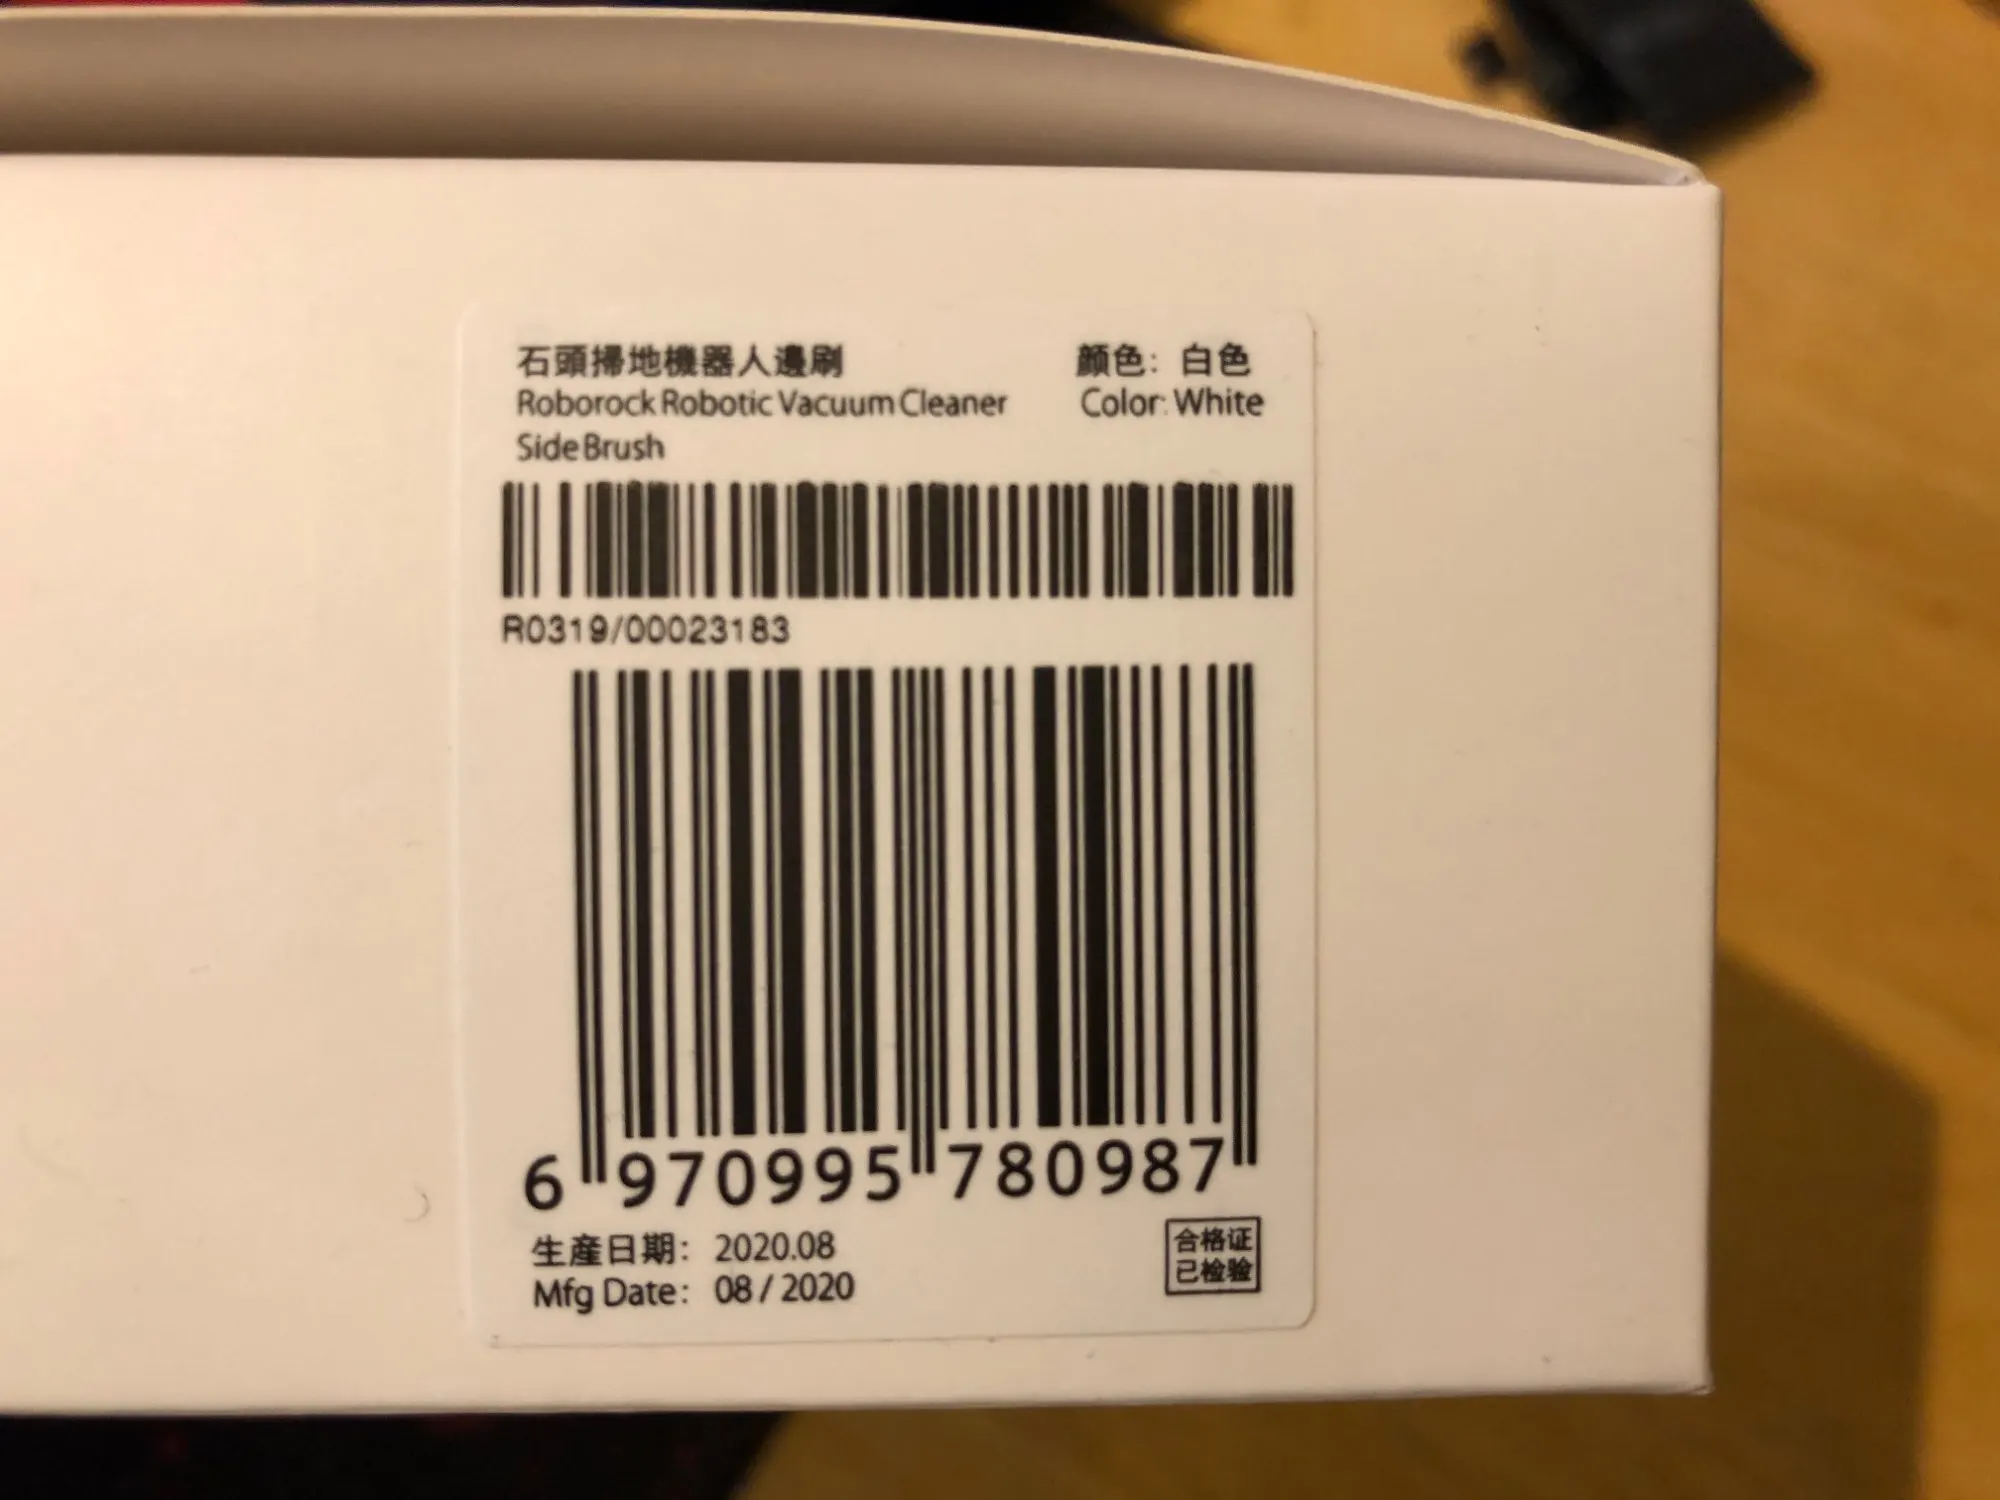 石頭掃地機器人邊刷
Roborock Robotic Vacuum Cleaner
Side Brush
颜色：白色
Color: White
R0319/00023183
6 970995 780987
生産日期：2020.08
Mfg Date：08 / 2020
合格证
已检验